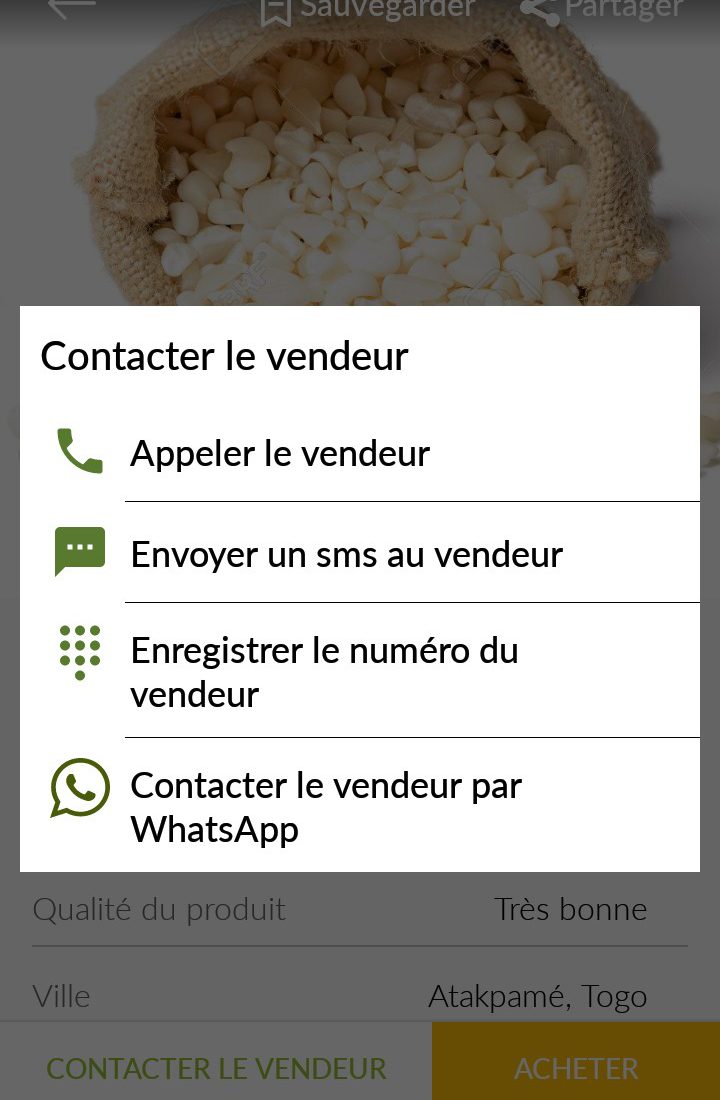 Sauvegarder Partager
Contacter le vendeur
Appeler le vendeur
Envoyer un sms au vendeur
Enregistrer le numéro du
vendeur
Contacter le vendeur par
WhatsApp
Qualité du produit Très bonne
Ville Atakpamé, Togo
CONTACTER LE VENDEUR ACHETER